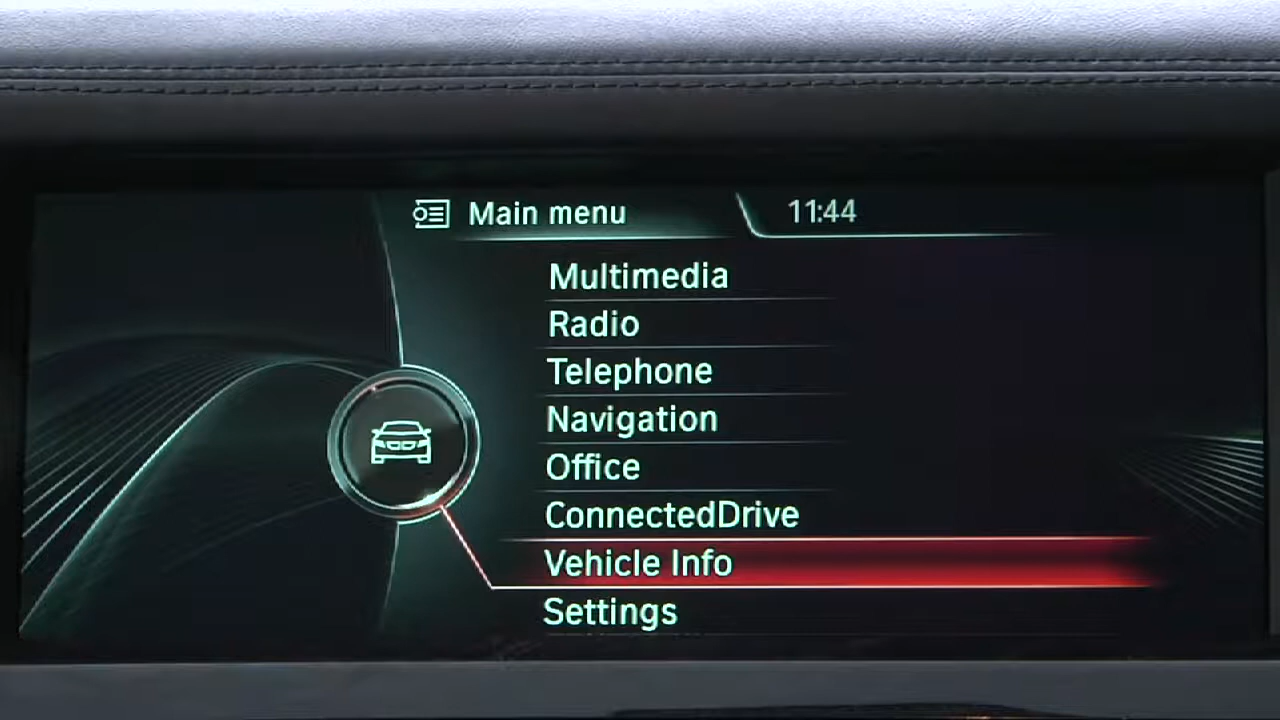 Main menu
11:44
Multimedia
Radio
Telephone
Navigation
Office
ConnectedDrive
Vehicle Info
Settings